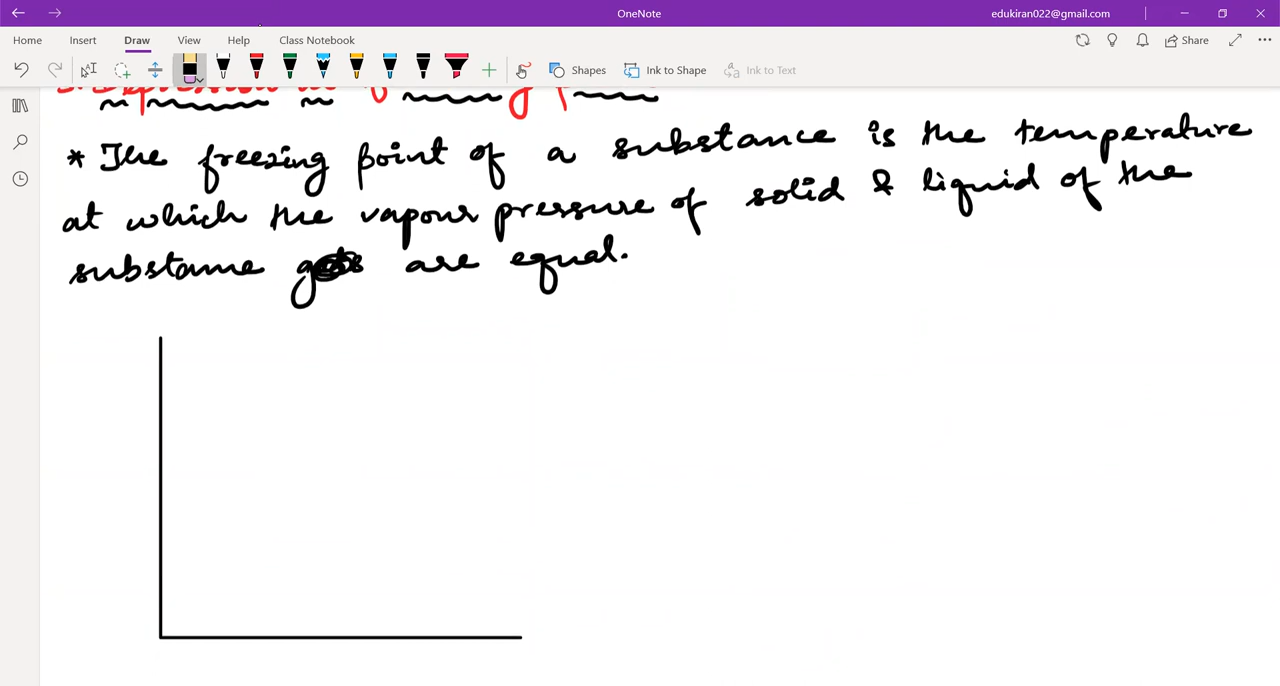 OneNote
edukiran022@gmail.com
Home Insert Draw View Help Class Notebook
Share
Shapes Ink to Shape Ink to Text
* The freezing point of a substance is the temperature
at which the vapour pressure of solid & liquid of the
substance are equal.